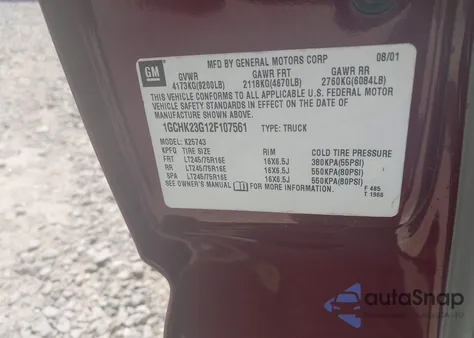 GM
MFD BY GENERAL MOTORS CORP 08/01
GVWR GAWR FRT GAWR RR
4173KG(9200LB) 2118KG(4670LB) 2760KG(6084LB)
THIS VEHICLE CONFORMS TO ALL APPLICABLE U.S. FEDERAL MOTOR
VEHICLE SAFETY STANDARDS IN EFFECT ON THE DATE OF
MANUFACTURE SHOWN ABOVE.
1GCHK23G12F107561 TYPE: TRUCK
MODEL: K25743
KPFQ TIRE SIZE RIM COLD TIRE PRESSURE
FRT LT245/75R16E 16X6.5J 380KPA(55PSI)
RR LT245/75R16E 16X6.5J 550KPA(80PSI)
SPA LT245/75R16E 16X6.5J 550KPA(80PSI)
SEE OWNER'S MANUAL FOR MORE INFORMATION
F 485
T 1966
autoSnap